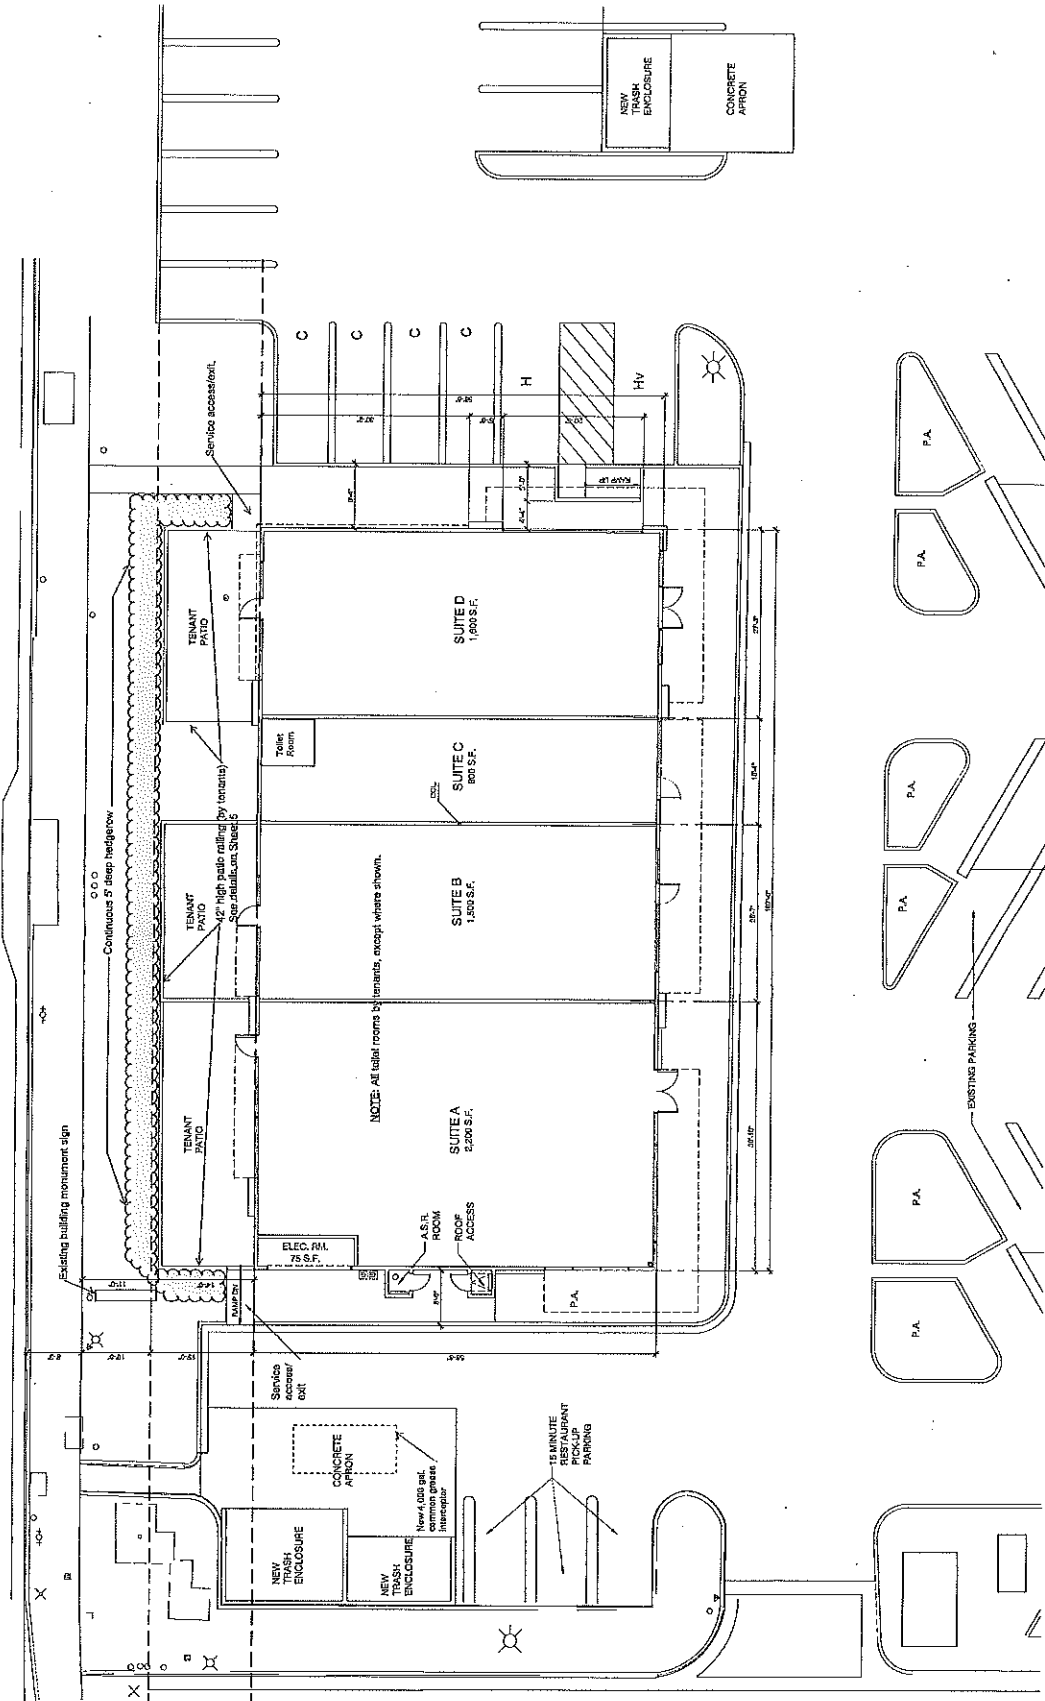 NEW
TRASH
ENCLOSURE
CONCRETE
APRON
Service access/exit.
C
C
C
C
H
Hv
RAMP UP
P.A.
P.A.
Continuous 5' deep hedgerow
TENANT
PATIO
SUITE D
1,600 S.F.
Toilet
Room
SUITE C
800 S.F.
42" high patio railing (by tenants)
See details on Sheet 5
TENANT
PATIO
SUITE B
1,500 S.F.
NOTE: All toilet rooms by tenants, except where shown.
P.A.
P.A.
EXISTING PARKING
Existing building monument sign
TENANT
PATIO
SUITE A
2,200 S.F.
ELEC. RM.
75 S.F.
A.S.R.
ROOM
ROOF
ACCESS
P.A.
RAMP DN
P.A.
P.A.
Service
access/
exit
CONCRETE
APRON
New 4,000 gal.
common grease
interceptor
15 MINUTE
RESTAURANT
PICK-UP
PARKING
NEW
TRASH
ENCLOSURE
NEW
TRASH
ENCLOSURE